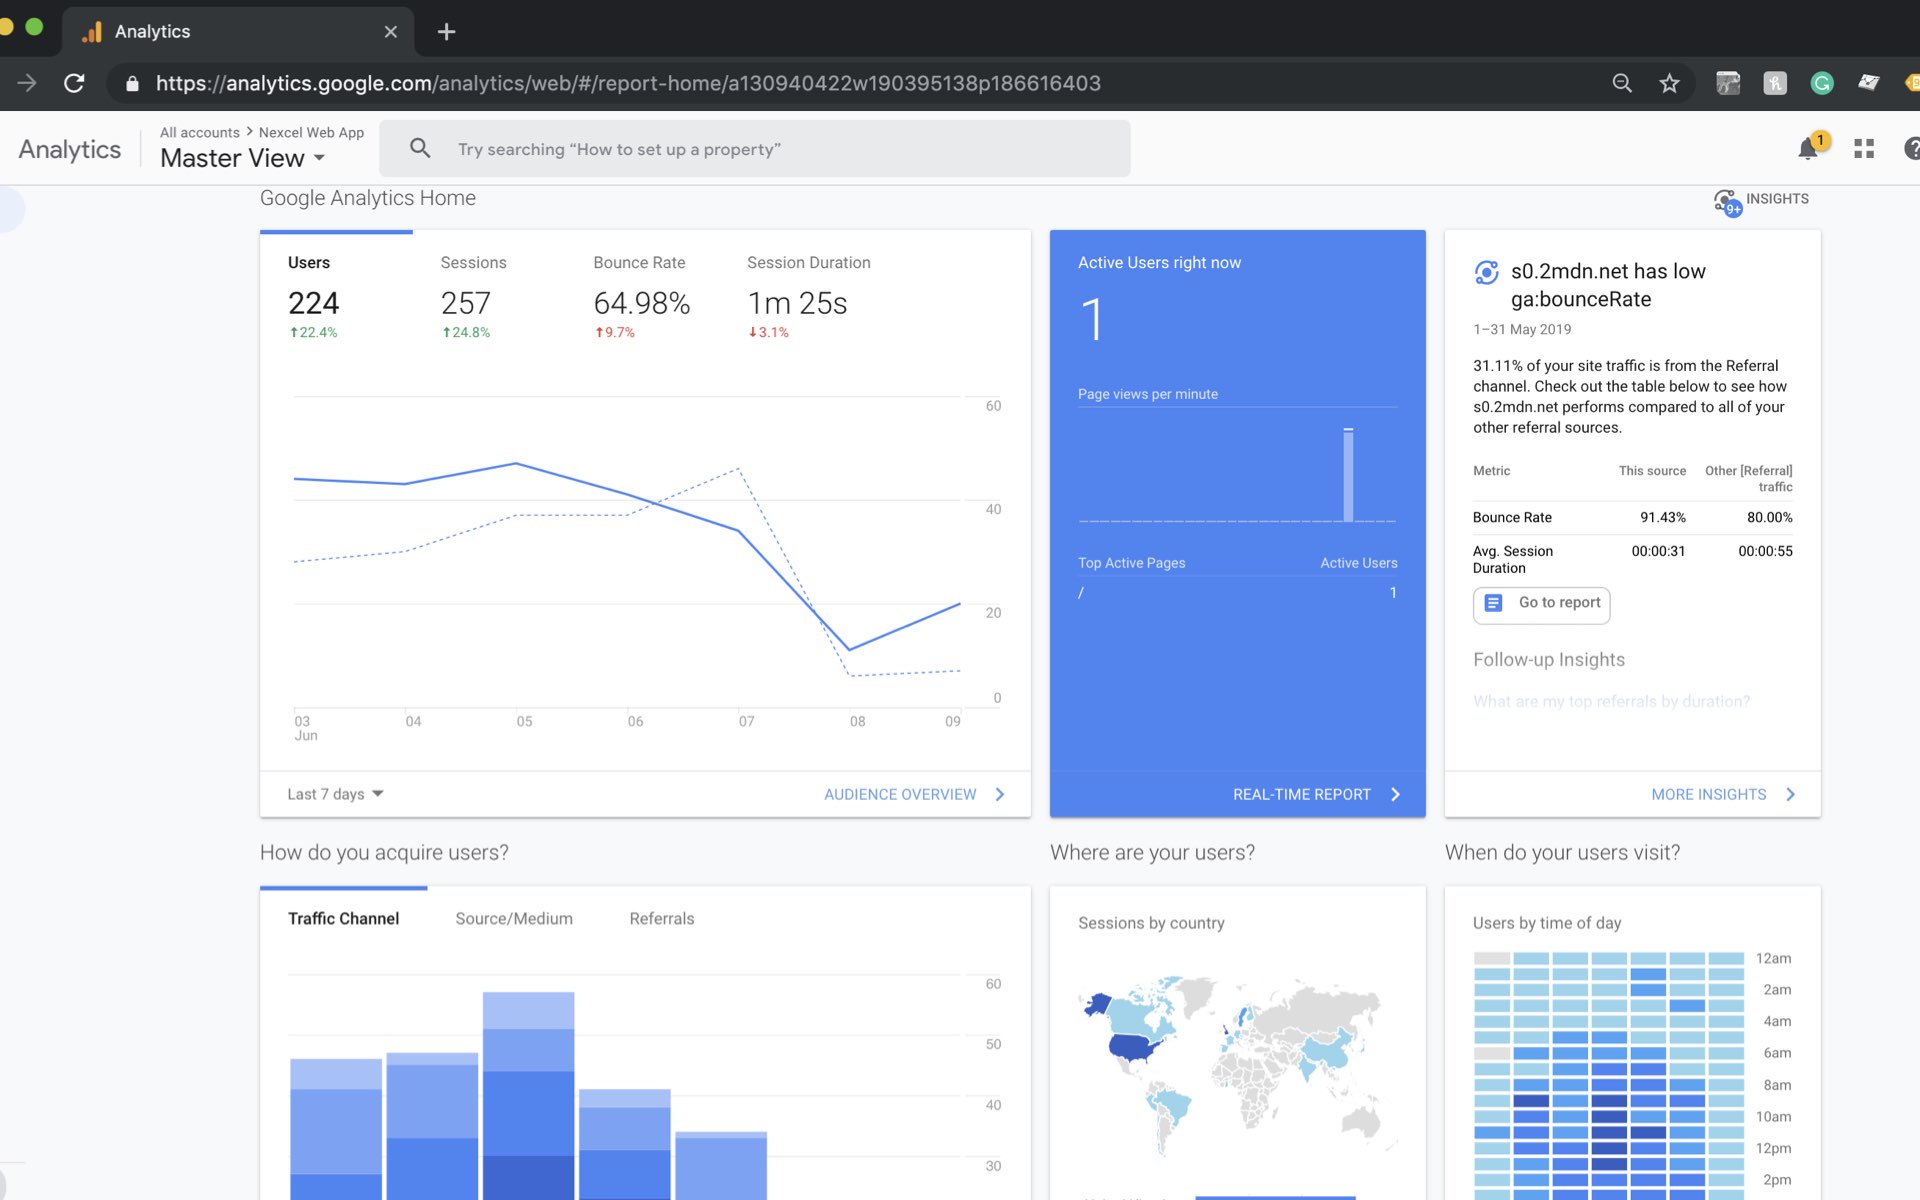 Analytics
https://analytics.google.com/analytics/web/#/report-home/a130940422w190395138p186616403
Analytics
All accounts > Nexcel Web App
Master View
Try searching “How to set up a property”
1
Google Analytics Home
9+
INSIGHTS
Users
Sessions
Bounce Rate
Session Duration
224
257
64.98%
1m 25s
↑22.4%
↑24.8%
↑9.7%
↓3.1%
60
40
20
0
03
Jun
04
05
06
07
08
09
Last 7 days
AUDIENCE OVERVIEW
Active Users right now
1
Page views per minute
Top Active Pages
Active Users
/
1
REAL-TIME REPORT
s0.2mdn.net has low
ga:bounceRate
1–31 May 2019
31.11% of your site traffic is from the Referral
channel. Check out the table below to see how
s0.2mdn.net performs compared to all of your
other referral sources.
Metric
This source
Other [Referral]
traffic
Bounce Rate
91.43%
80.00%
Avg. Session
Duration
00:00:31
00:00:55
Go to report
Follow-up Insights
What are my top referrals by duration?
MORE INSIGHTS
How do you acquire users?
Traffic Channel
Source/Medium
Referrals
60
50
40
30
Where are your users?
Sessions by country
When do your users visit?
Users by time of day
12am
2am
4am
6am
8am
10am
12pm
2pm